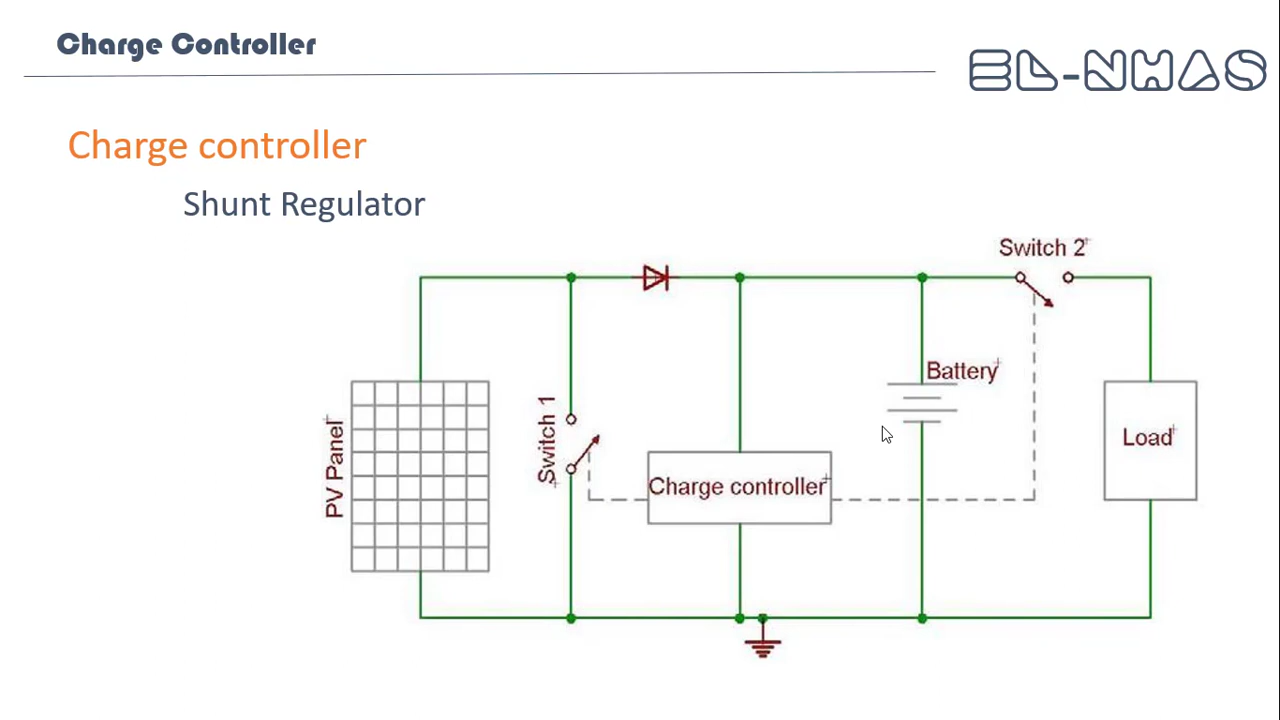 Charge Controller
EL-NHAS
Charge controller
Shunt Regulator
Switch 2
Battery
Switch 1
PV Panel
Load
Charge controller